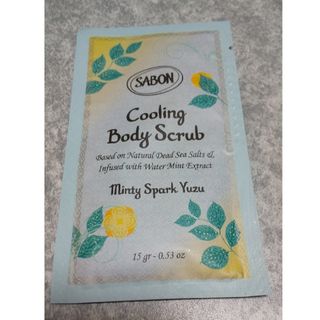 SABON
Cooling
Body Scrub
Based on Natural Dead Sea Salts &
Infused with Water Mint Extract
Minty Spark Yuzu
15 gr - 0.53 oz